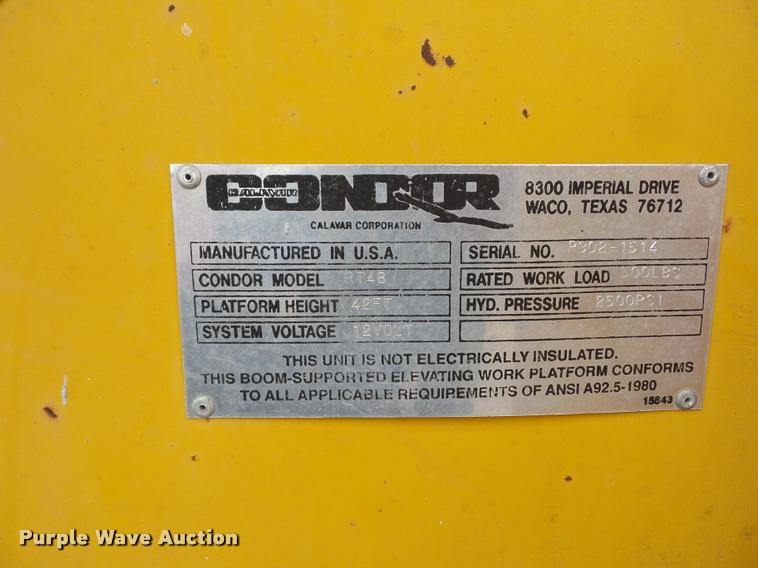 CALAVAR
CONDOR
CALAVAR CORPORATION
8300 IMPERIAL DRIVE
WACO, TEXAS 76712
MANUFACTURED IN U.S.A.
SERIAL NO. P302-1514
CONDOR MODEL RT48
RATED WORK LOAD 500LBS
PLATFORM HEIGHT 42FT
HYD. PRESSURE 2500PSI
SYSTEM VOLTAGE 12VOLT
THIS UNIT IS NOT ELECTRICALLY INSULATED.
THIS BOOM-SUPPORTED ELEVATING WORK PLATFORM CONFORMS
TO ALL APPLICABLE REQUIREMENTS OF ANSI A92.5-1980
15843
Purple Wave Auction